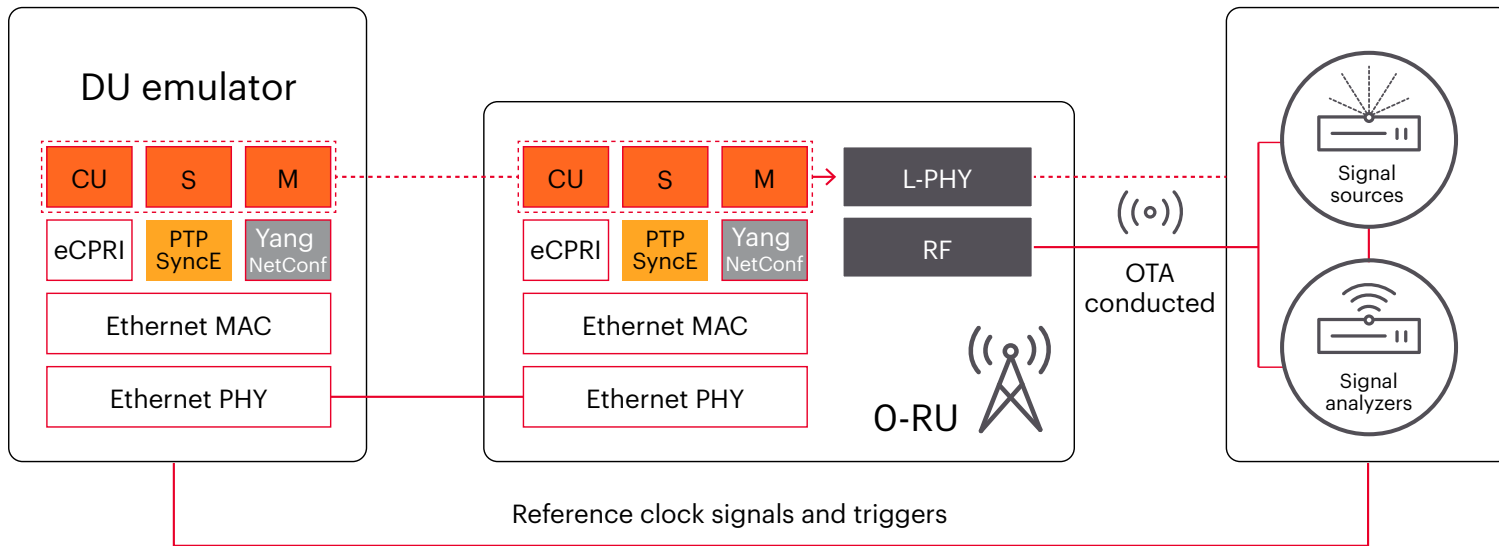 DU emulator
CU S M
eCPRI PTP SyncE Yang NetConf
Ethernet MAC
Ethernet PHY
CU S M
eCPRI PTP SyncE Yang NetConf
Ethernet MAC
Ethernet PHY
L-PHY
RF
O-RU
OTA
conducted
Signal
sources
Signal
analyzers
Reference clock signals and triggers